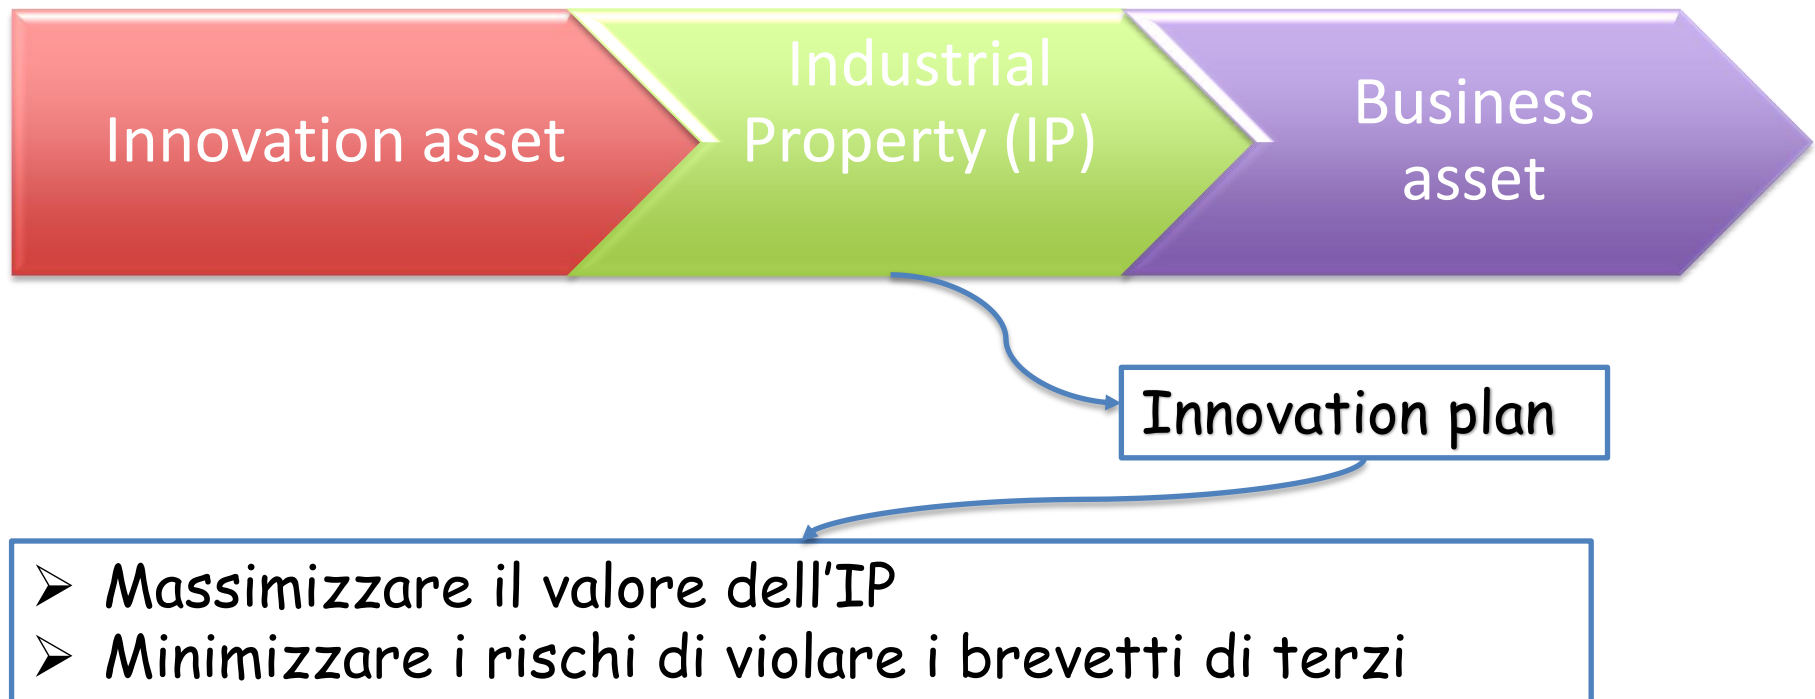 Innovation asset
Industrial
Property (IP)
Business
asset
Innovation plan
➢ Massimizzare il valore dell'IP
➢ Minimizzare i rischi di violare i brevetti di terzi